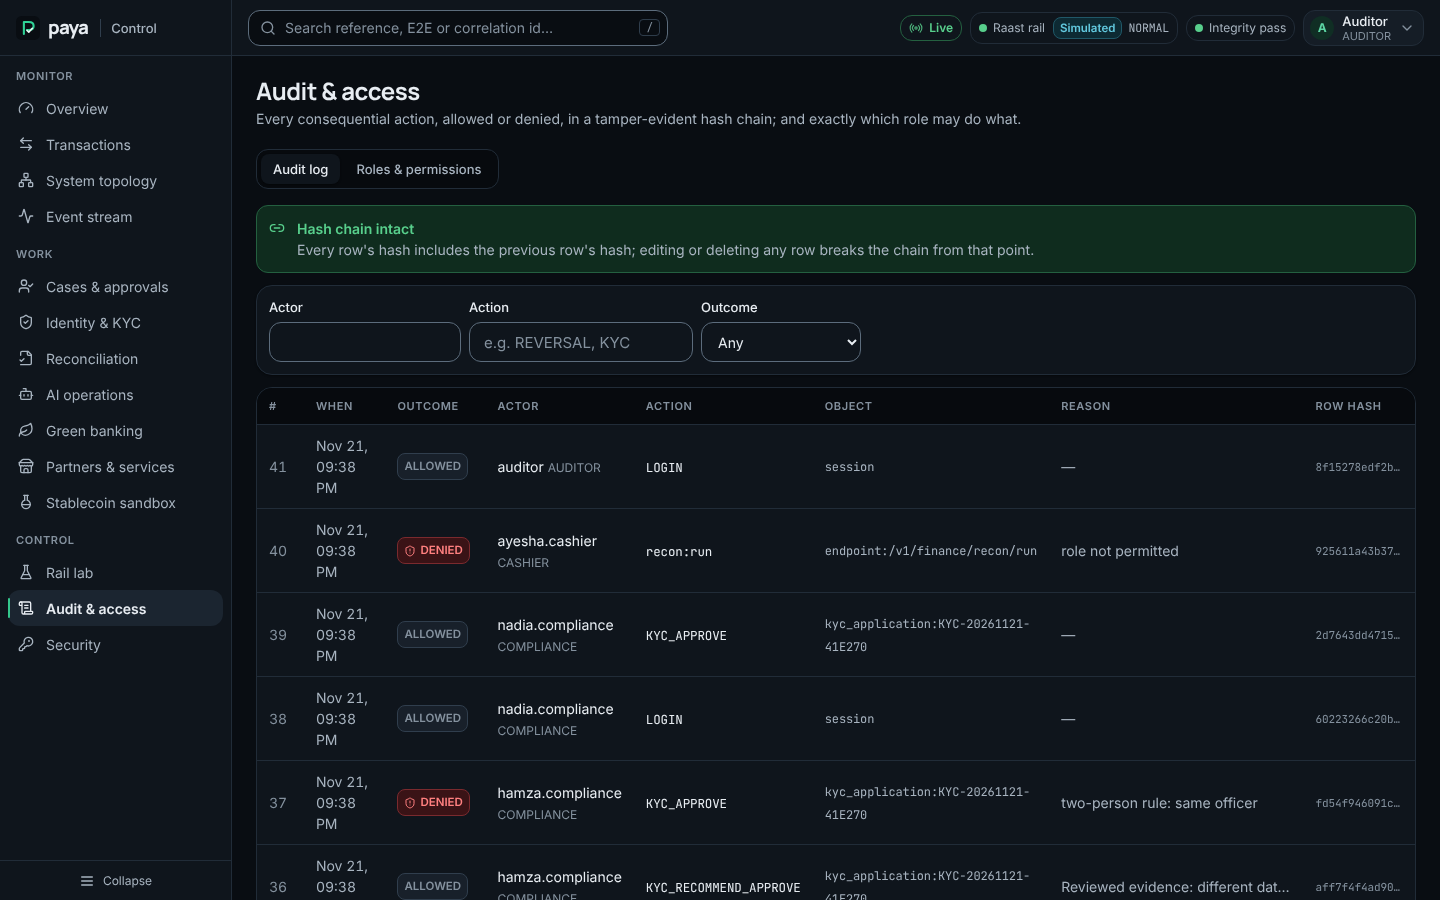 paya
Control
Search reference, E2E or correlation id...
/
Live
Raast rail
Simulated
NORMAL
Integrity pass
A
Auditor
AUDITOR
MONITOR
Overview
Transactions
System topology
Event stream
WORK
Cases & approvals
Identity & KYC
Reconciliation
AI operations
Green banking
Partners & services
Stablecoin sandbox
CONTROL
Rail lab
Audit & access
Security
Collapse
Audit & access
Every consequential action, allowed or denied, in a tamper-evident hash chain; and exactly which role may do what.
Audit log
Roles & permissions
Hash chain intact
Every row's hash includes the previous row's hash; editing or deleting any row breaks the chain from that point.
Actor
Action
Outcome
e.g. REVERSAL, KYC
Any
# WHEN OUTCOME ACTOR ACTION OBJECT REASON ROW HASH
41 Nov 21, 09:38 PM ALLOWED auditor AUDITOR LOGIN session — 8f15278edf2b…
40 Nov 21, 09:38 PM DENIED ayesha.cashier CASHIER recon:run endpoint:/v1/finance/recon/run role not permitted 925611a43b37…
39 Nov 21, 09:38 PM ALLOWED nadia.compliance COMPLIANCE KYC_APPROVE kyc_application:KYC-20261121-41E270 — 2d7643dd4715…
38 Nov 21, 09:38 PM ALLOWED nadia.compliance COMPLIANCE LOGIN session — 60223266c20b…
37 Nov 21, 09:38 PM DENIED hamza.compliance COMPLIANCE KYC_APPROVE kyc_application:KYC-20261121-41E270 two-person rule: same officer fd54f946091c…
36 Nov 21, 09:38 ALLOWED hamza.compliance COMPLIANCE KYC_RECOMMEND_APPROVE kyc_application:KYC-20261121-41E270 Reviewed evidence: different dat… aff7f4f4ad90…